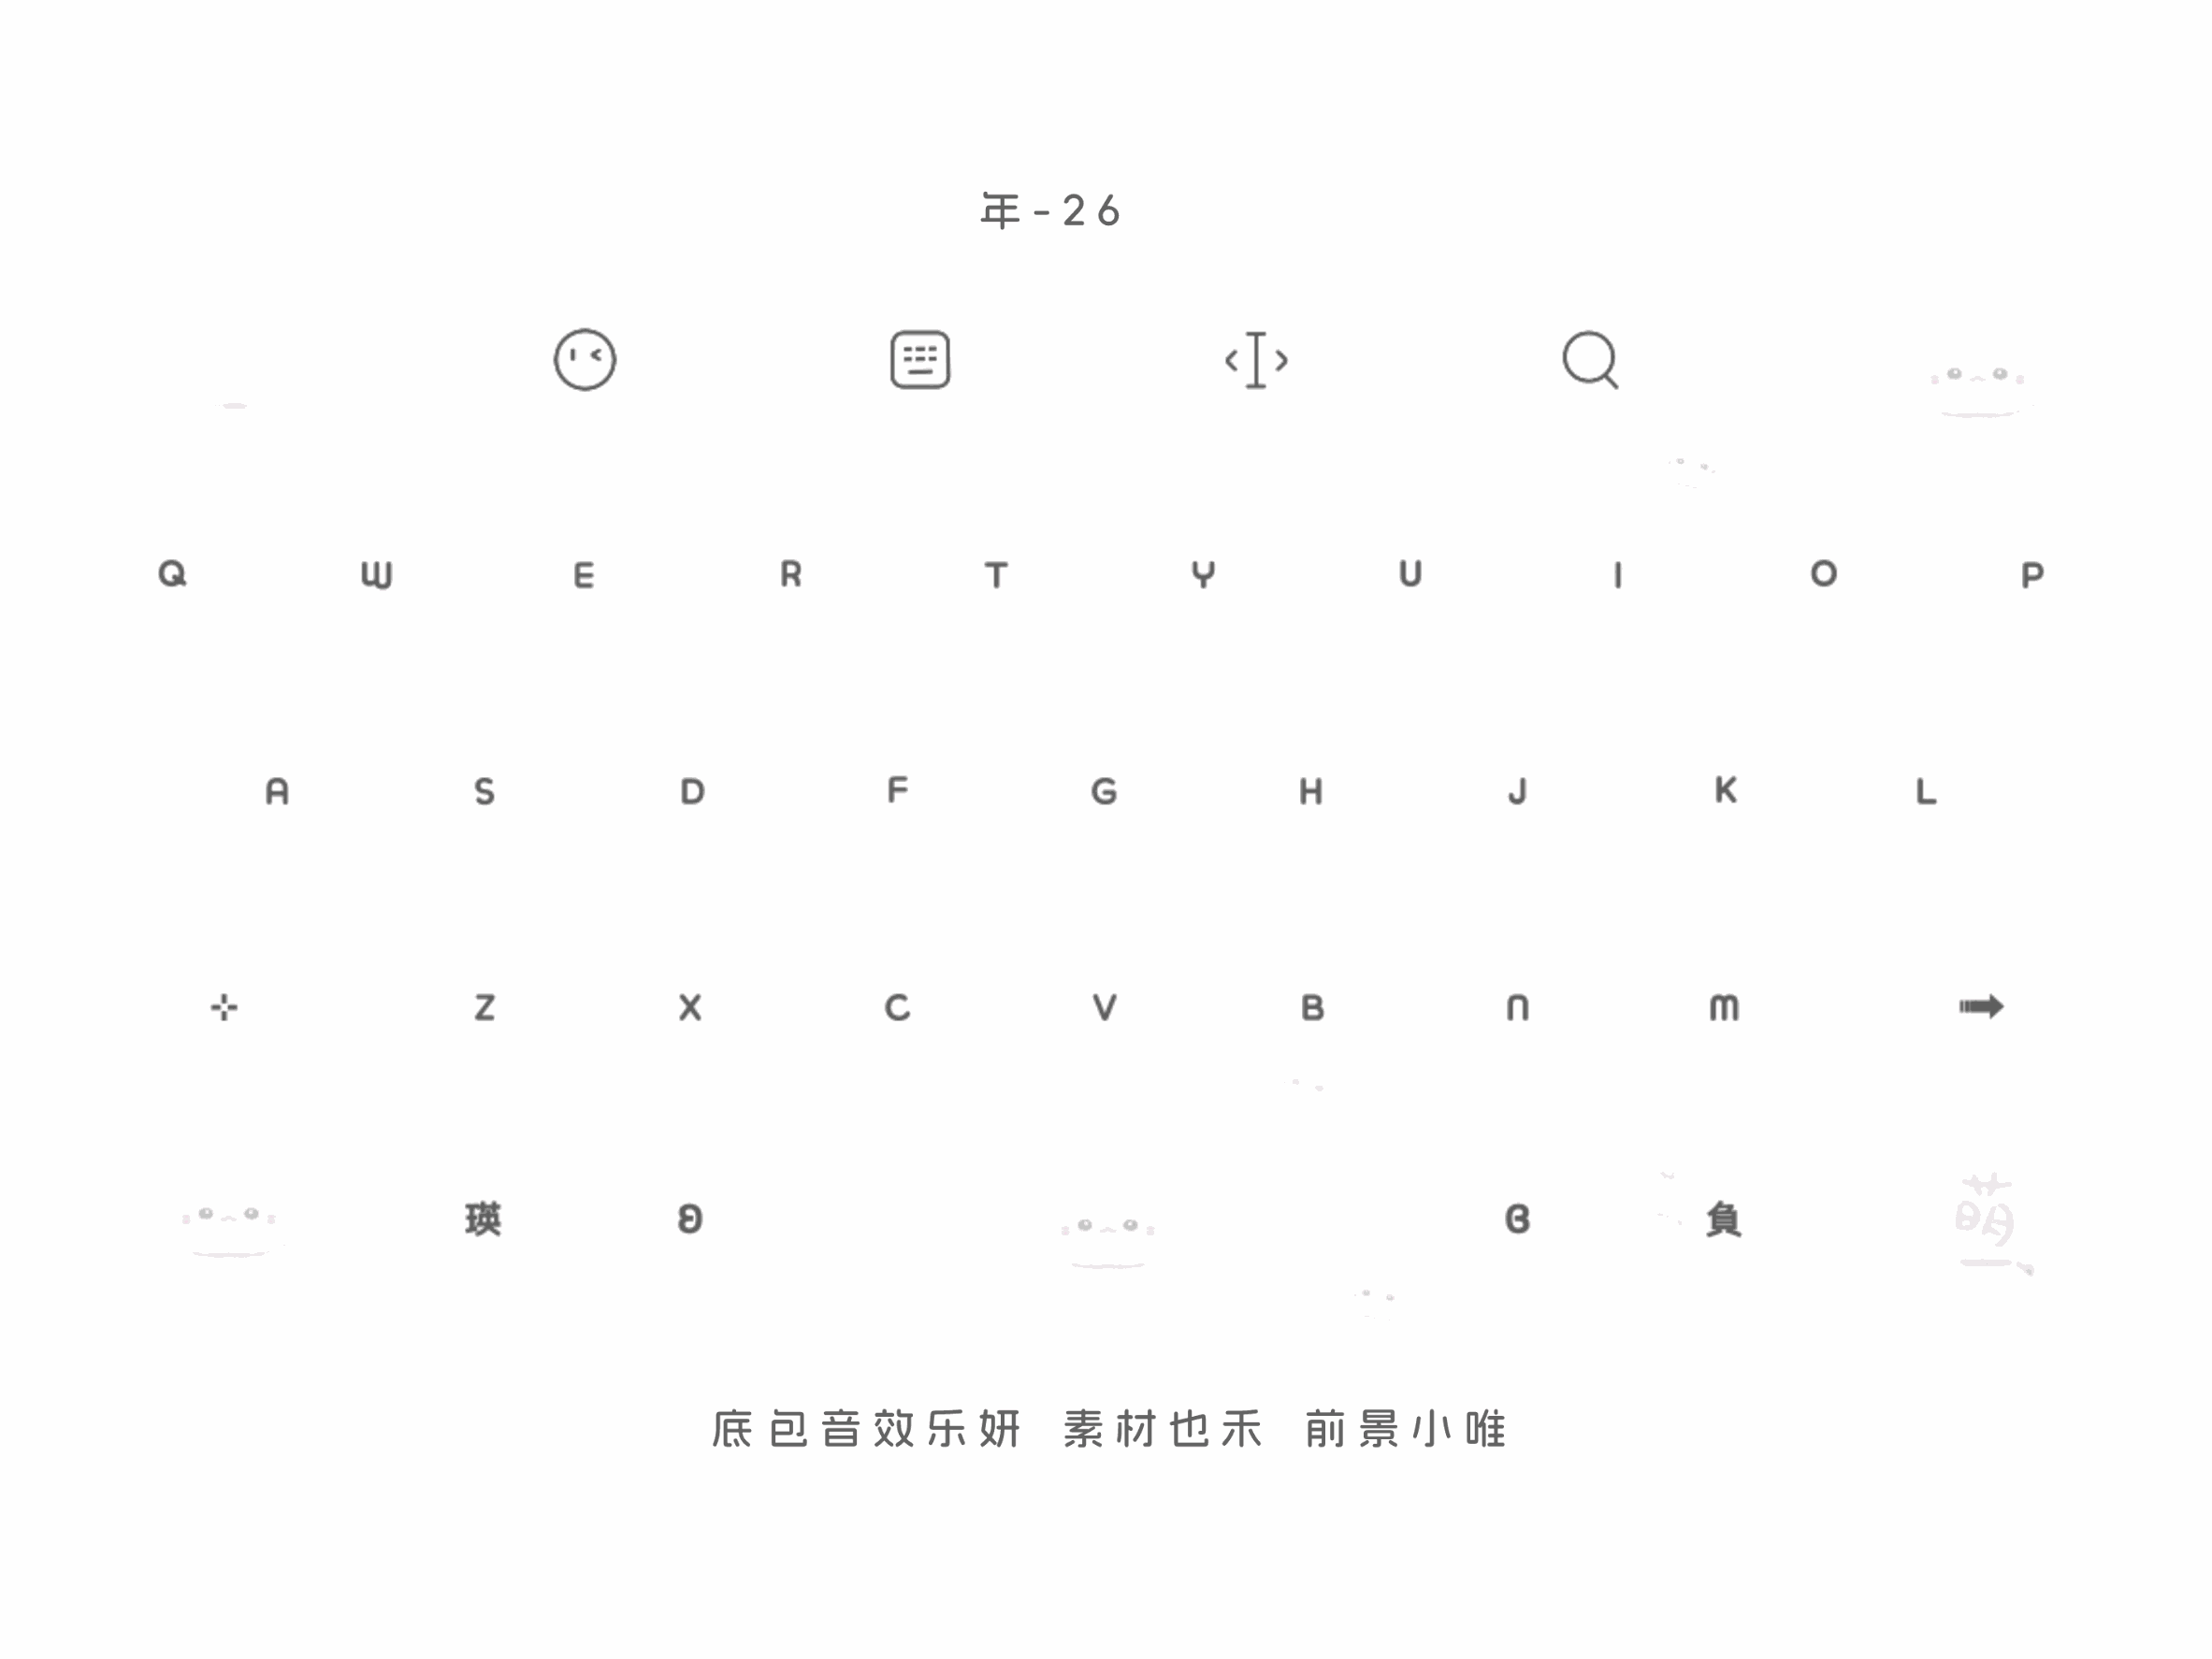 年-26
Q W E R T Y U I O P
A S D F G H J K L
Z X C V B N M
瑛 負 萌
底包音效乐妍 素材也禾 前景小唯